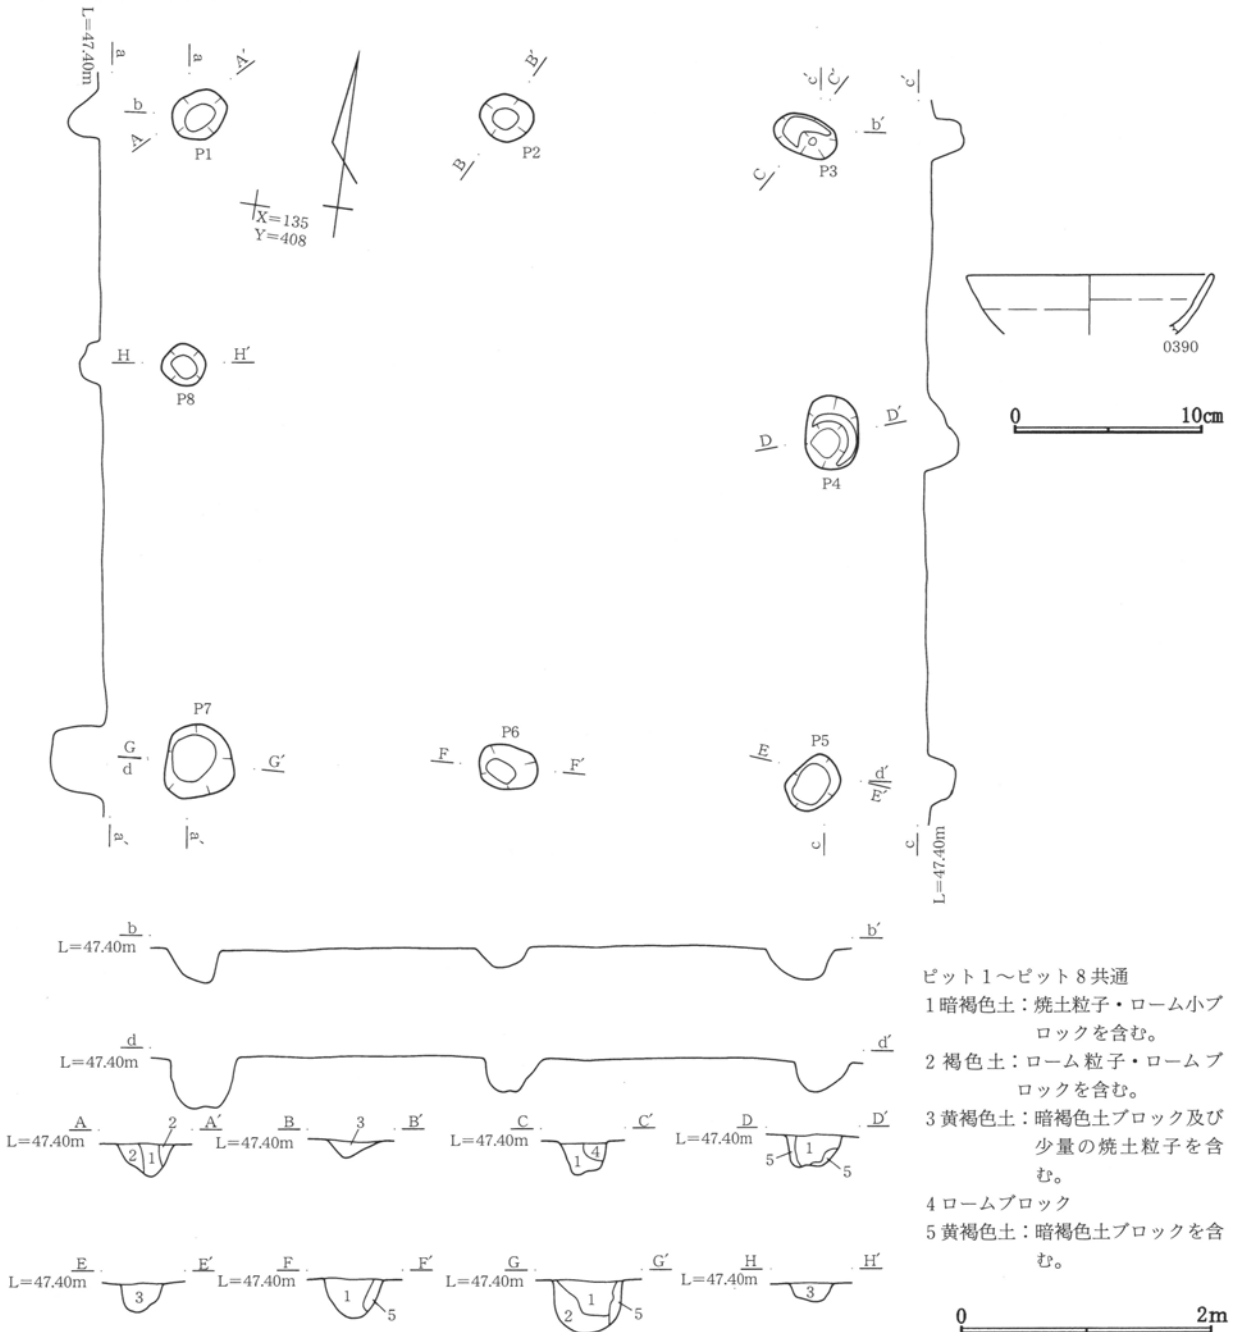 L=47.40m
a
a
A′
b
A
P1
B′
B
P2
c′
C′
c′
b′
C
P3
X=135
Y=408
0390
0 10cm
H H′
P8
D D′
P4
P7
G
d
G′
P6
F F′
P5
E
d′
E′
a′
a′
c
c
L=47.40m
b b′
L=47.40m
d d′
L=47.40m
A 2 A′
L=47.40m
2 1
B 3 B′
L=47.40m
C C′
L=47.40m
1 4
D D′
L=47.40m
5 1 5
E E′
L=47.40m
3
F F′
L=47.40m
1 5
G G′
L=47.40m
1
2 5
H H′
L=47.40m
3
ピット1〜ピット8共通
1暗褐色土：焼土粒子・ローム小ブ
ロックを含む。
2 褐色土：ローム粒子・ロームブ
ロックを含む。
3黄褐色土：暗褐色土ブロック及び
少量の焼土粒子を含
む。
4ロームブロック
5黄褐色土：暗褐色土ブロックを含
む。
0 2m